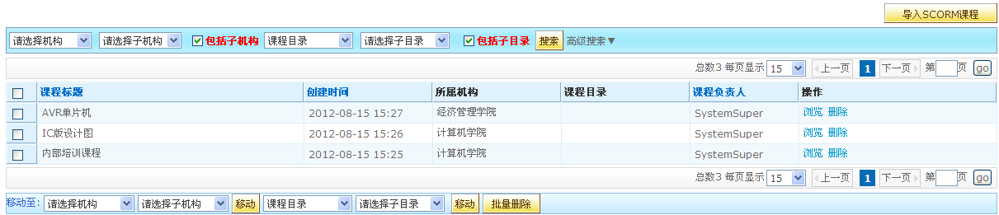 导入SCORM课程
请选择机构 请选择子机构 包括子机构 课程目录 请选择子目录 包括子目录 搜索 高级搜索▼
总数3 每页显示 15 上一页 1 下一页 第 页 go
课程标题 创建时间 所属机构 课程目录 课程负责人 操作
AVR单片机 2012-08-15 15:27 经济管理学院 SystemSuper 浏览 删除
IC版设计图 2012-08-15 15:26 计算机学院 SystemSuper 浏览 删除
内部培训课程 2012-08-15 15:25 计算机学院 SystemSuper 浏览 删除
总数3 每页显示 15 上一页 1 下一页 第 页 go
移动至: 请选择机构 请选择子机构 移动 课程目录 请选择子目录 移动 批量删除